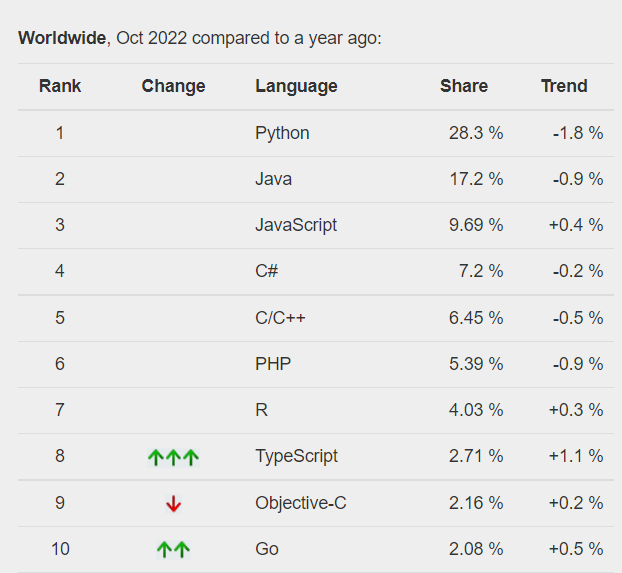 Worldwide, Oct 2022 compared to a year ago:
Rank Change Language Share Trend
1 Python 28.3 % -1.8 %
2 Java 17.2 % -0.9 %
3 JavaScript 9.69 % +0.4 %
4 C# 7.2 % -0.2 %
5 C/C++ 6.45 % -0.5 %
6 PHP 5.39 % -0.9 %
7 R 4.03 % +0.3 %
8 ↑↑↑ TypeScript 2.71 % +1.1 %
9 ↓ Objective-C 2.16 % +0.2 %
10 ↑↑ Go 2.08 % +0.5 %